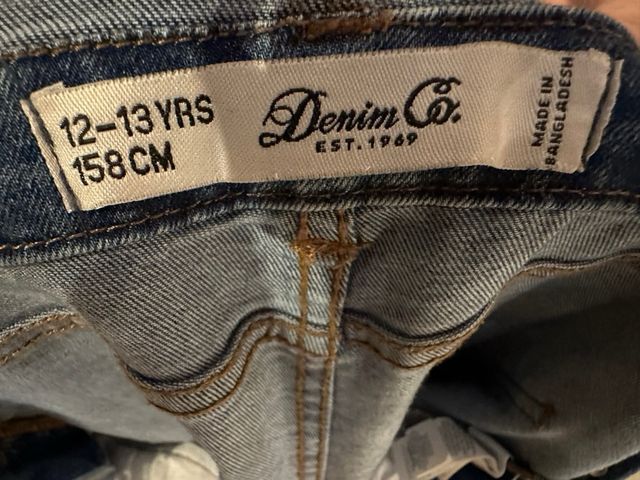 12-13 YRS
158 CM
Denim Co.
EST. 1969
MADE IN
BANGLADESH